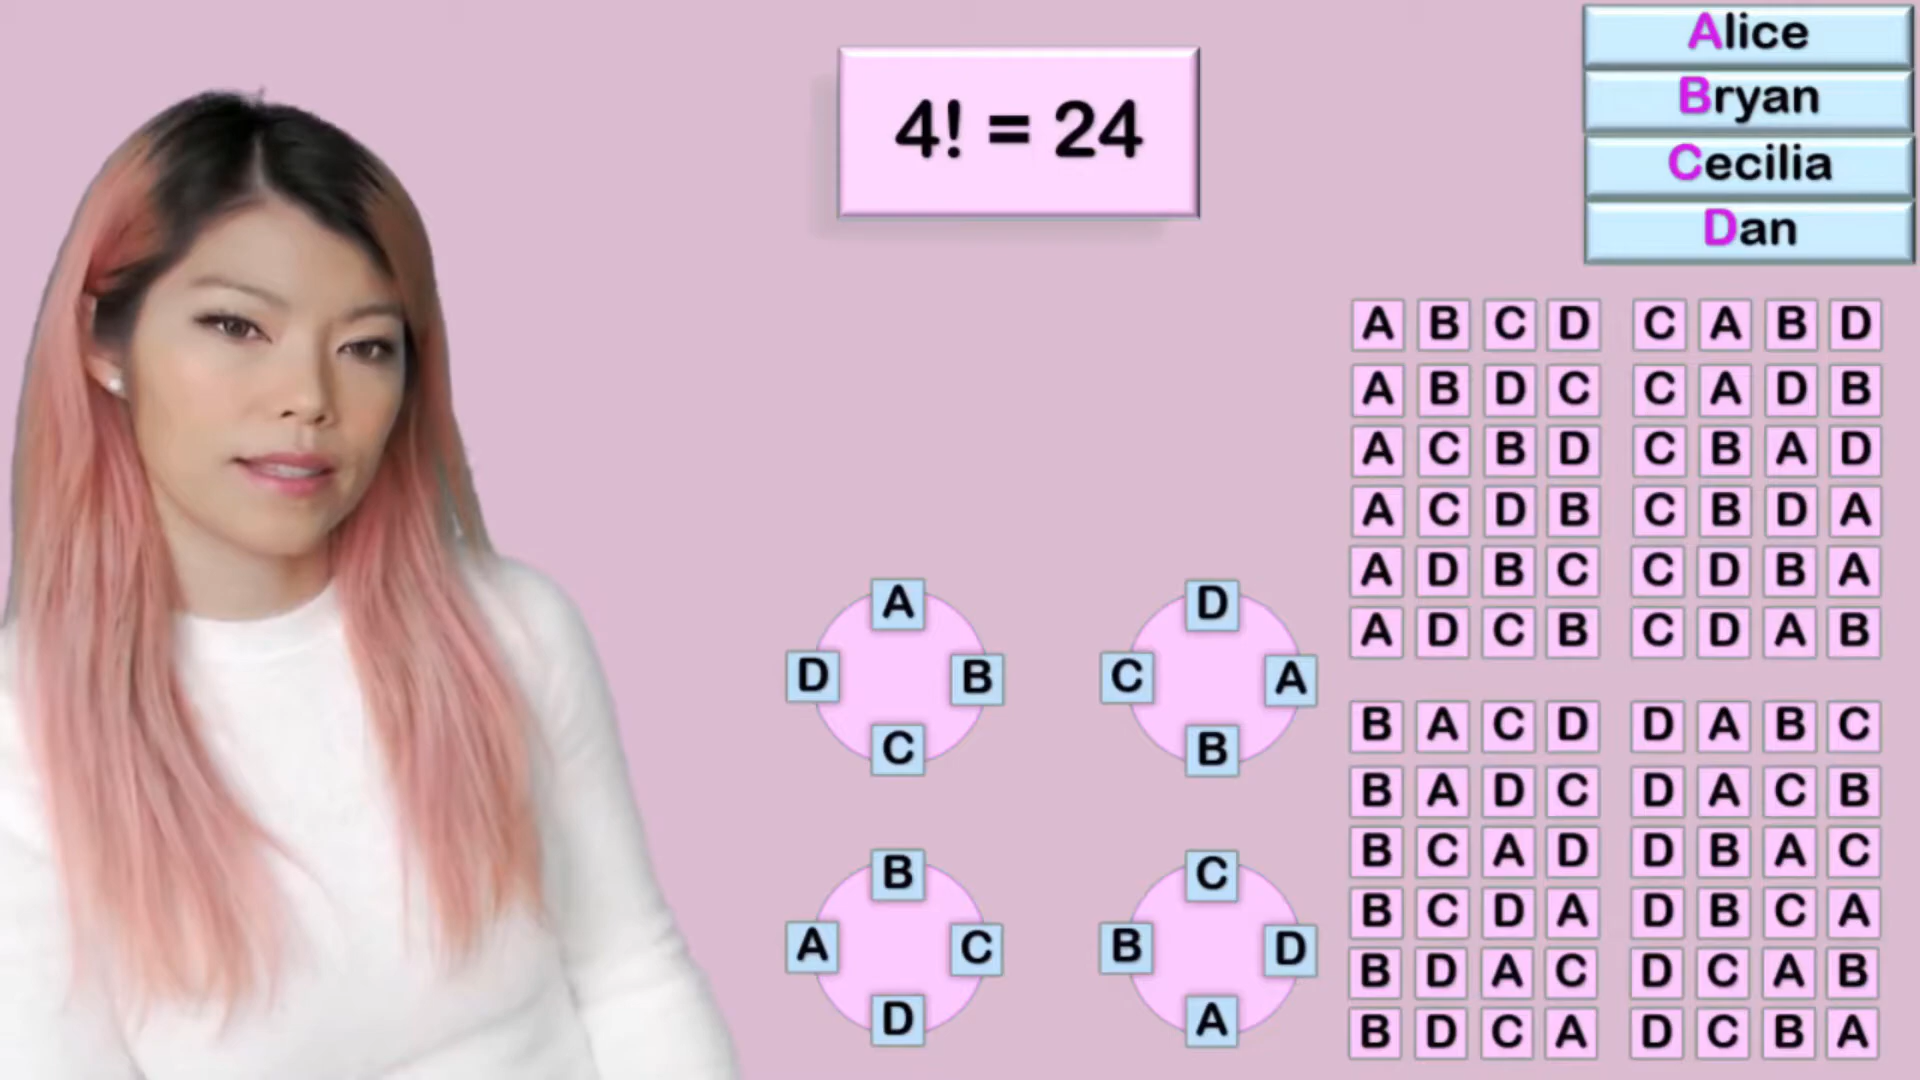 4! = 24
Alice
Bryan
Cecilia
Dan
A B C D C A B D
A B D C C A D B
A C B D C B A D
A C D B C B D A
A D B C C D B A
A D C B C D A B
B A C D D A B C
B A D C D A C B
B C A D D B A C
B C D A D B C A
B D A C D C A B
B D C A D C B A
A
D B
C
D
C A
B
B
A C
D
C
B D
A